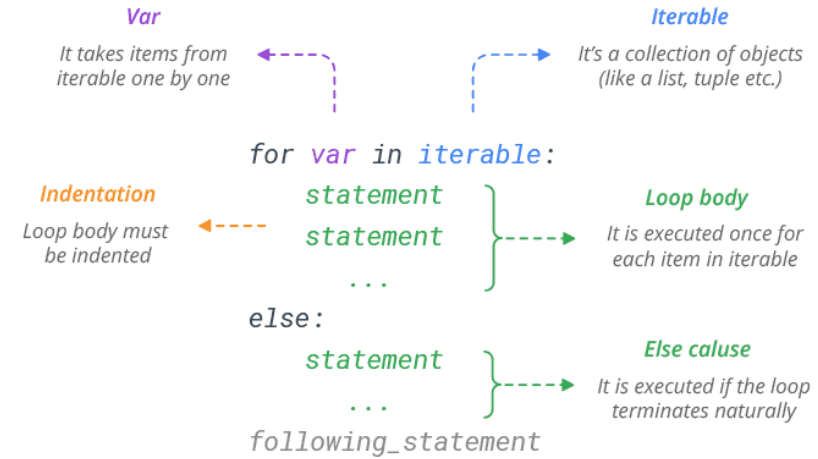 Var
It takes items from
iterable one by one
Iterable
It's a collection of objects
(like a list, tuple etc.)
for var in iterable:
statement
statement
...
else:
statement
...
following_statement
Indentation
Loop body must
be indented
Loop body
It is executed once for
each item in iterable
Else caluse
It is executed if the loop
terminates naturally